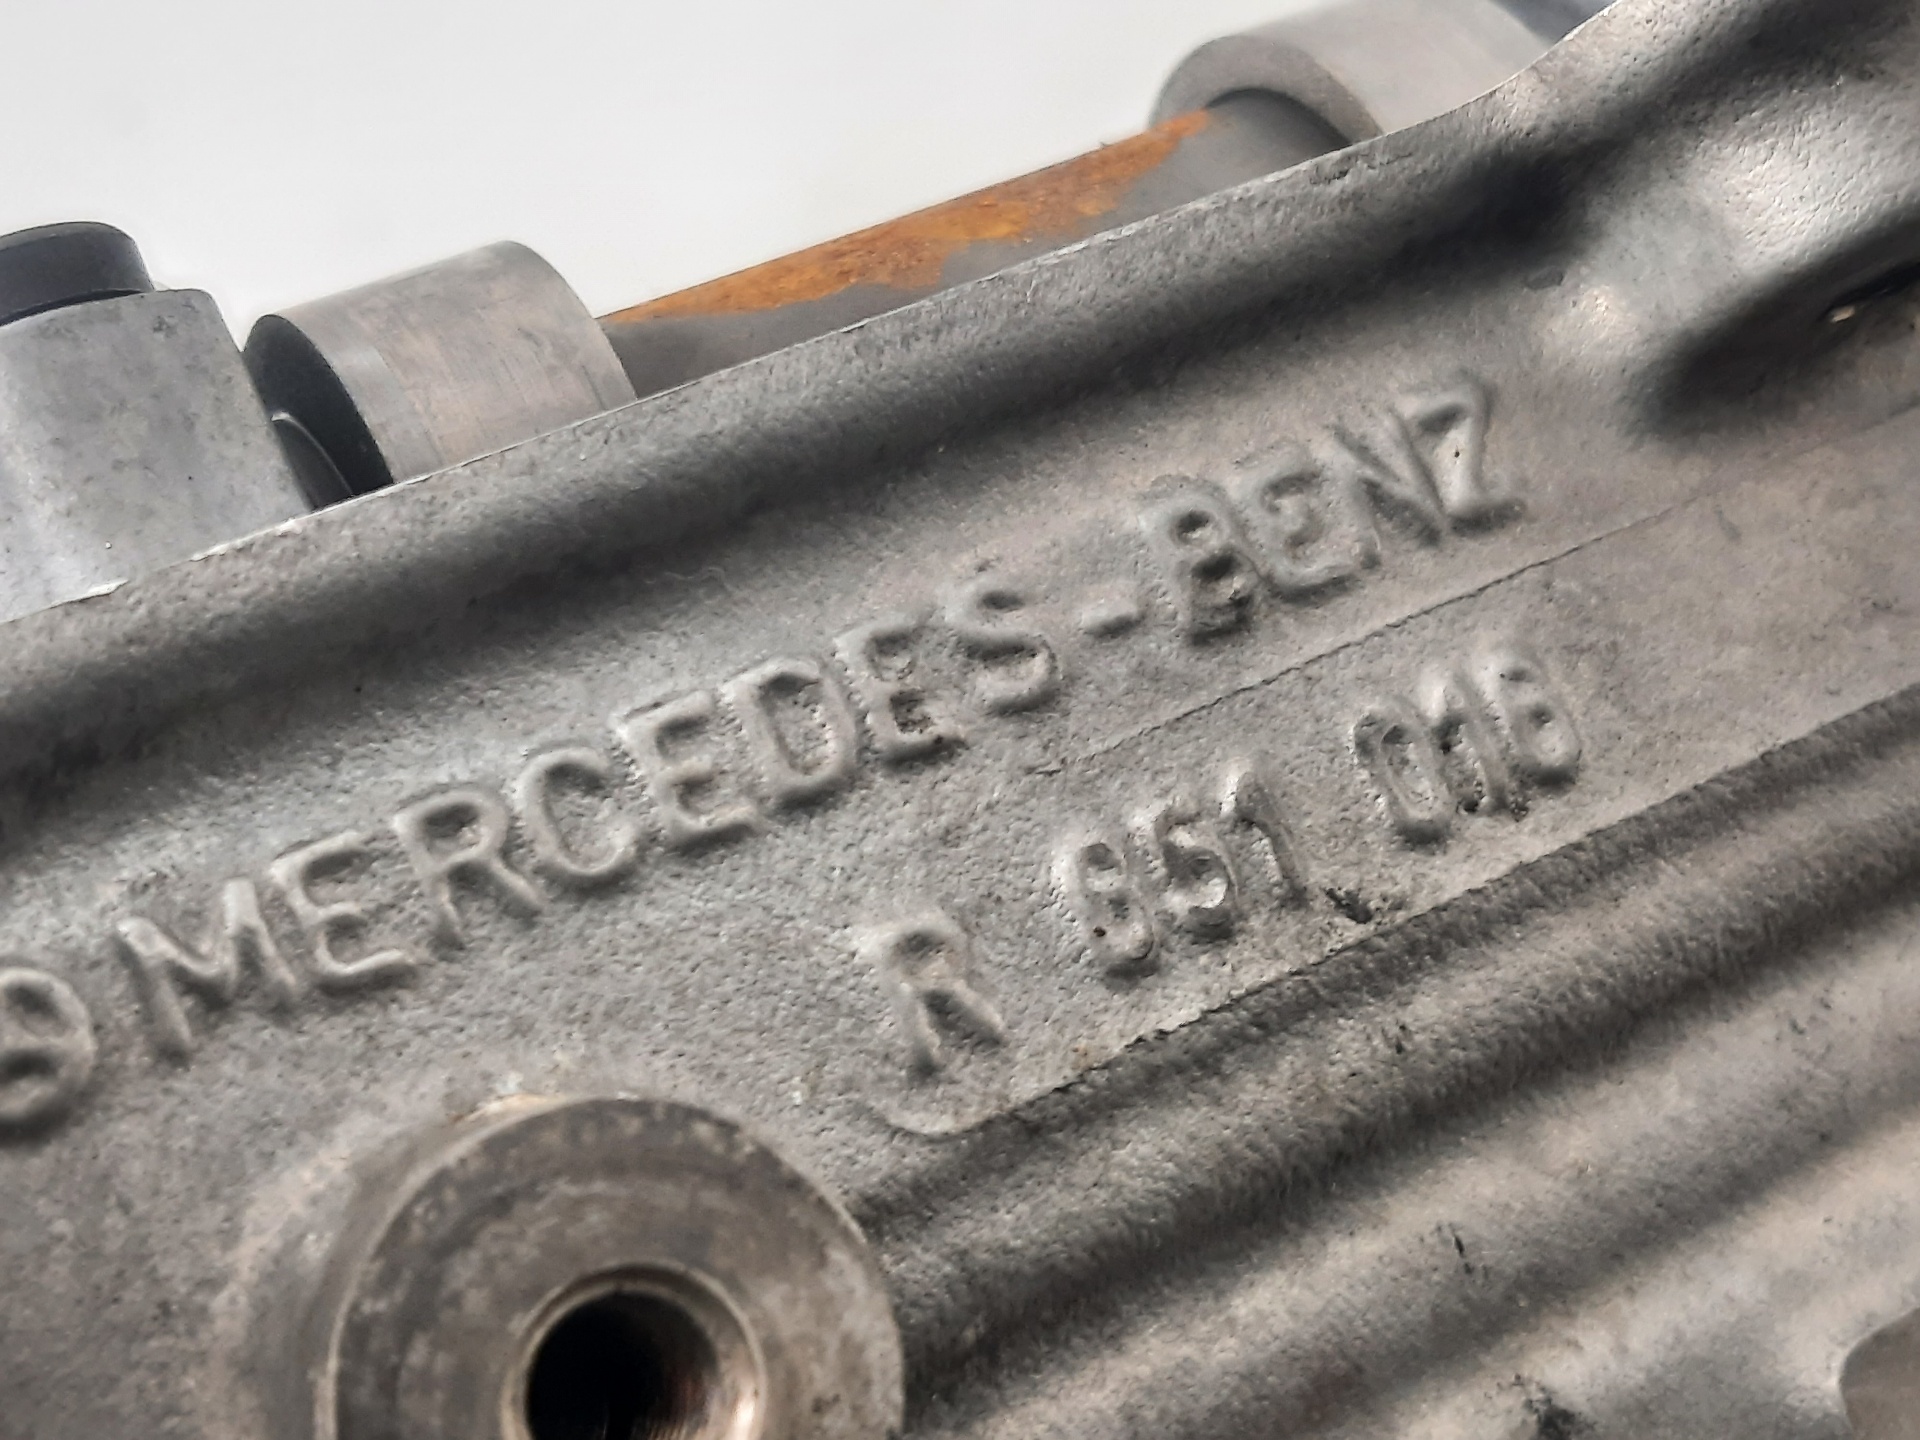 MERCEDES-BENZ
R 651 016